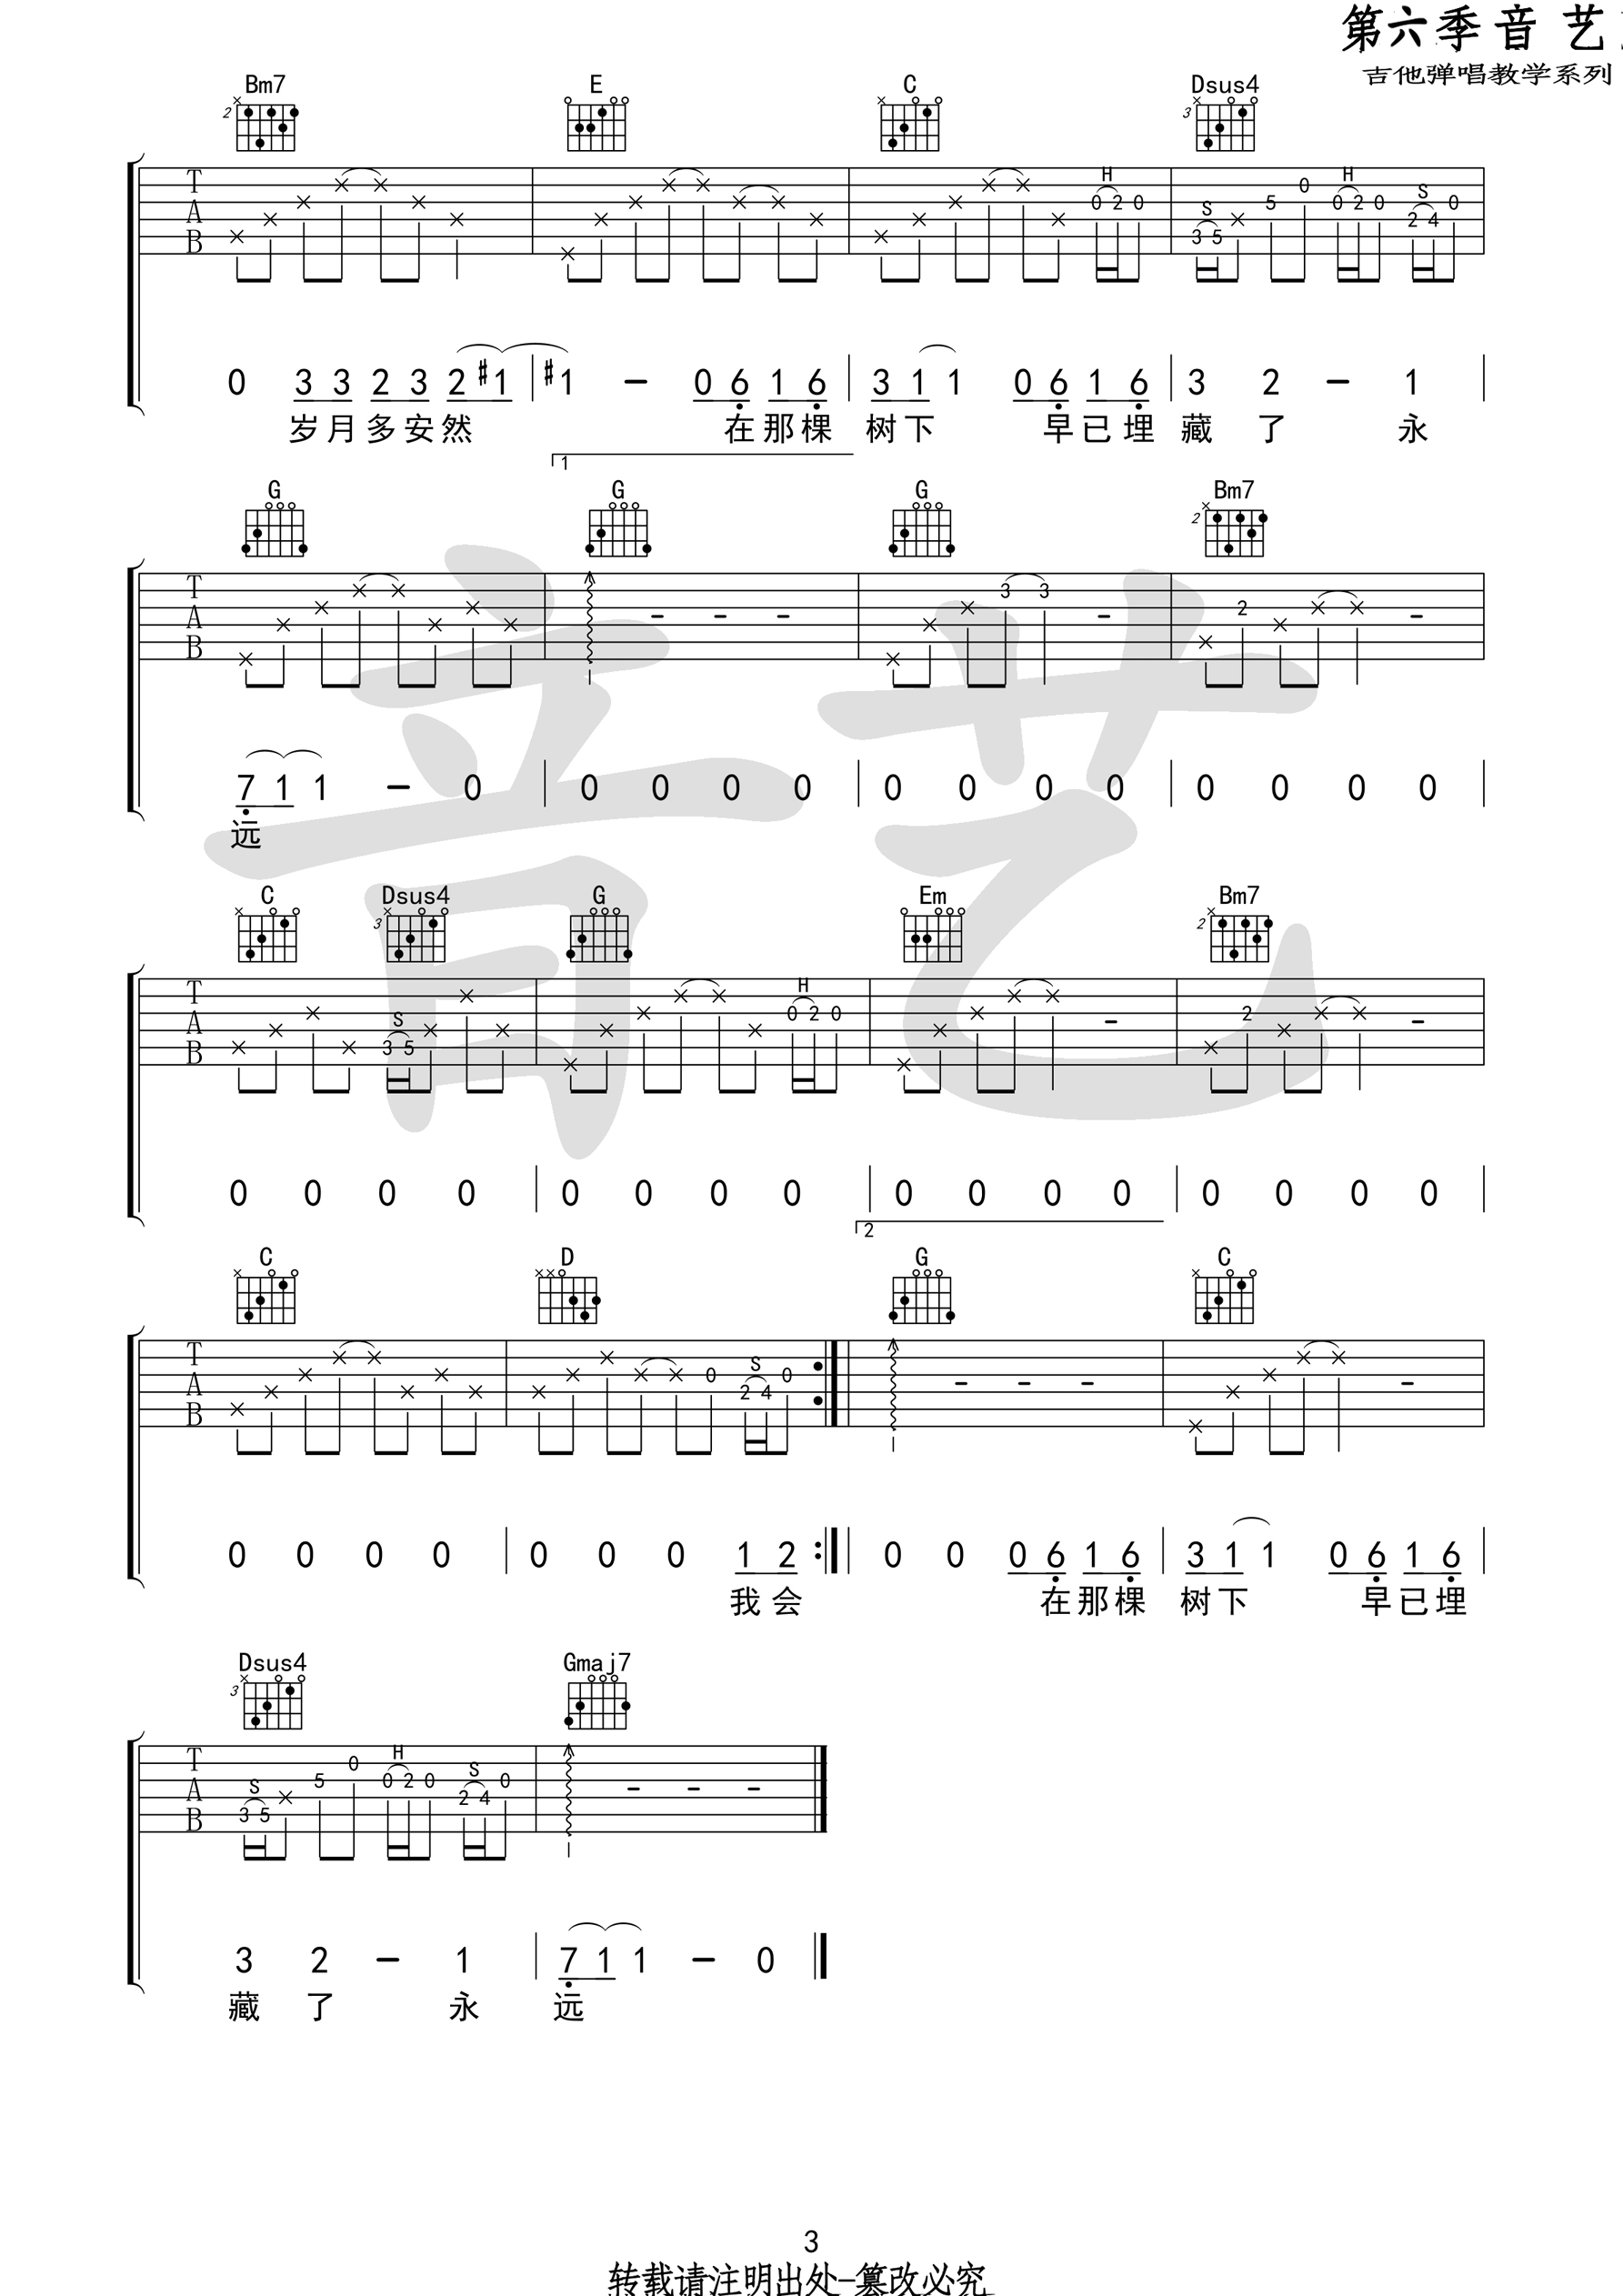 第六季音 艺
吉他弹唱教学系列
Bm7 E C Dsus4
2 3
T A B
H H S S
0 2 0 3 5 5 0 0 2 0 2 4 0
0 3 3 2 3 2 #1 #1 - 0 6 1 6 3 1 1 0 6 1 6 3 2 - 1
岁月多安然 在那棵 树下 早已埋 藏 了 永
1
G G G Bm7
2
T A B
- - - 3 3 - 2 -
7 1 1 - 0 0 0 0 0 0 0 0 0 0 0 0 0
远
音艺
C Dsus4 G Em Bm7
3 2
T A B
S H
3 5 0 2 0 - 2 -
0 0 0 0 0 0 0 0 0 0 0 0 0 0 0 0
2
C D G C
T A B
S
0 2 4 0 - - - -
0 0 0 0 0 0 0 1 2 0 0 0 6 1 6 3 1 1 0 6 1 6
我会 在那棵 树下 早已埋
Dsus4 Gmaj7
3
T A B
S H S
3 5 5 0 0 2 0 2 4 0 - - -
3 2 - 1 7 1 1 - 0
藏 了 永 远
3
转载请注明出处-篡改必究